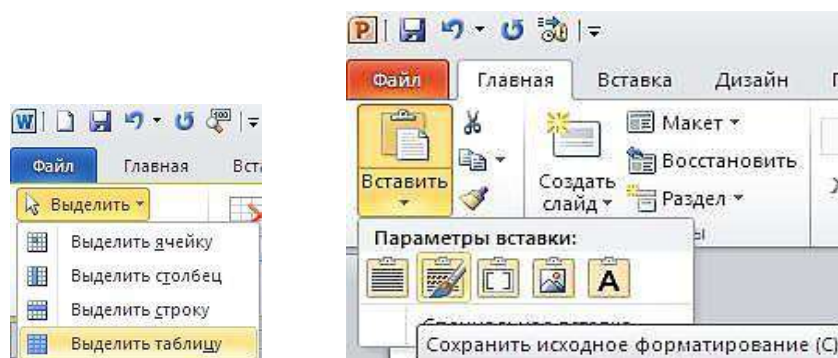 W
Файл Главная
Выделить
Выделить ячейку
Выделить столбец
Выделить строку
Выделить таблицу
P
Файл Главная Вставка Дизайн
Вставить
Создать слайд
Макет
Восстановить
Раздел
Параметры вставки:
A
Сохранить исходное форматирование